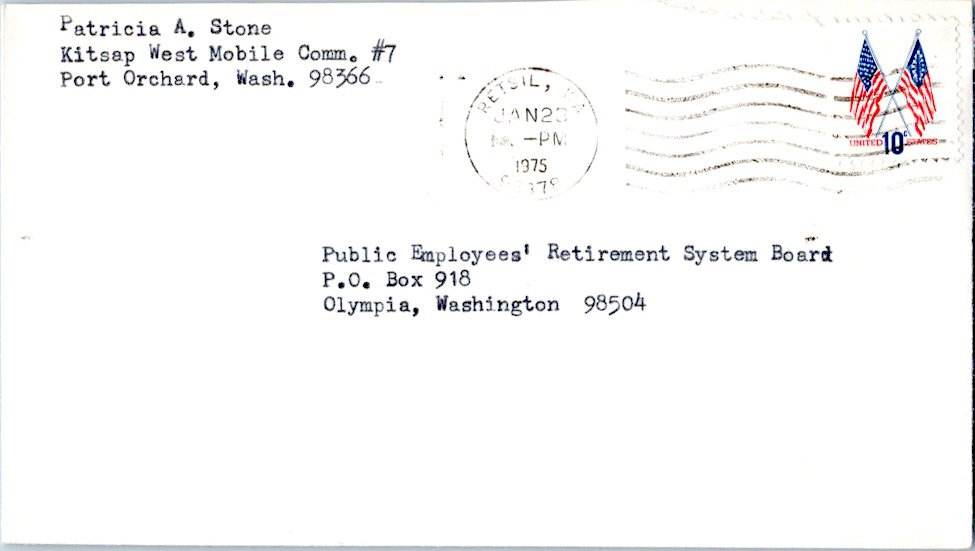 Patricia A. Stone
Kitsap West Mobile Comm. #7
Port Orchard, Wash. 98366
RETSIL,
JAN 23
PM
1975
UNITED 10c STATES
Public Employees' Retirement System Board
P.O. Box 918
Olympia, Washington 98504